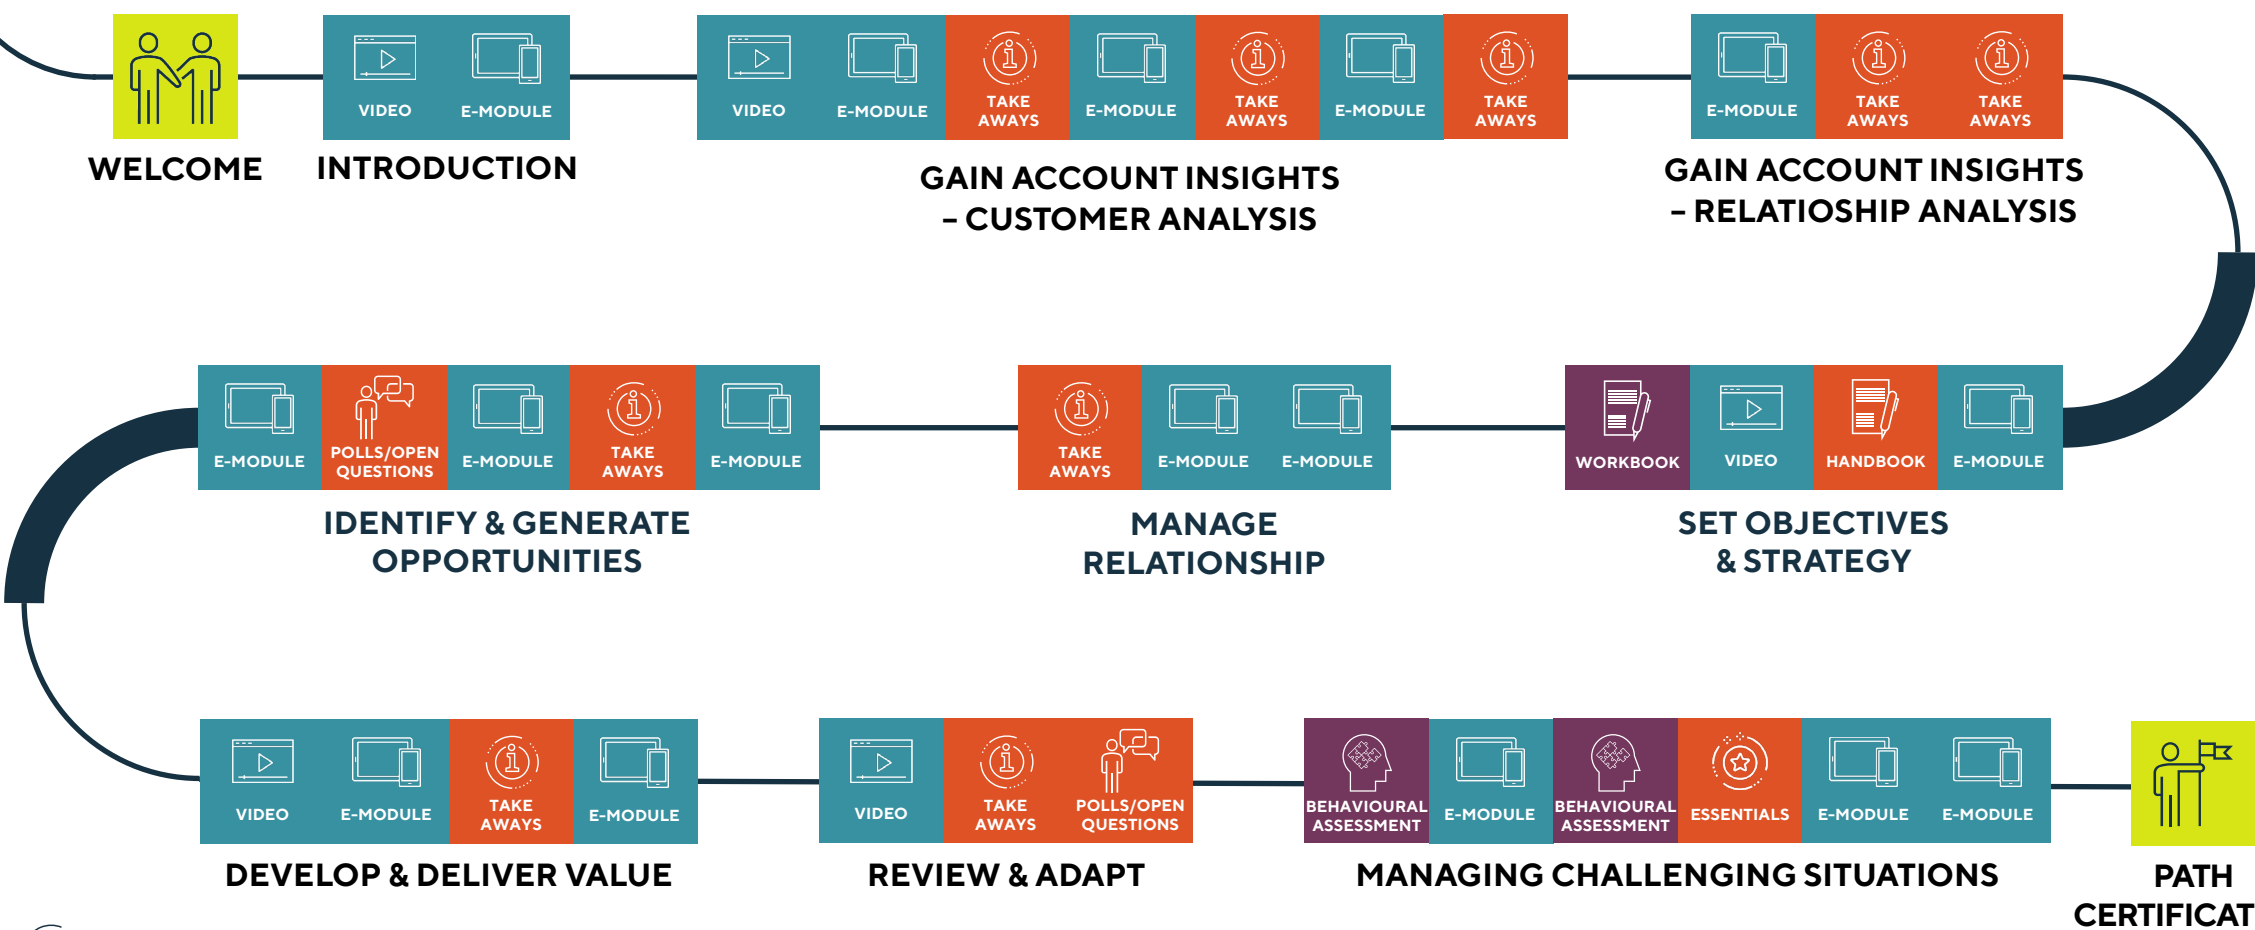 VIDEO
E-MODULE
VIDEO
E-MODULE
TAKE
AWAYS
E-MODULE
TAKE
AWAYS
E-MODULE
TAKE
AWAYS
E-MODULE
TAKE
AWAYS
TAKE
AWAYS
WELCOME
INTRODUCTION
GAIN ACCOUNT INSIGHTS
– CUSTOMER ANALYSIS
GAIN ACCOUNT INSIGHTS
– RELATIOSHIP ANALYSIS
E-MODULE
POLLS/OPEN
QUESTIONS
E-MODULE
TAKE
AWAYS
E-MODULE
TAKE
AWAYS
E-MODULE
E-MODULE
WORKBOOK
VIDEO
HANDBOOK
E-MODULE
IDENTIFY & GENERATE
OPPORTUNITIES
MANAGE
RELATIONSHIP
SET OBJECTIVES
& STRATEGY
VIDEO
E-MODULE
TAKE
AWAYS
E-MODULE
VIDEO
TAKE
AWAYS
POLLS/OPEN
QUESTIONS
BEHAVIOURAL
ASSESSMENT
E-MODULE
BEHAVIOURAL
ASSESSMENT
ESSENTIALS
E-MODULE
E-MODULE
DEVELOP & DELIVER VALUE
REVIEW & ADAPT
MANAGING CHALLENGING SITUATIONS
PATH
CERTIFICAT